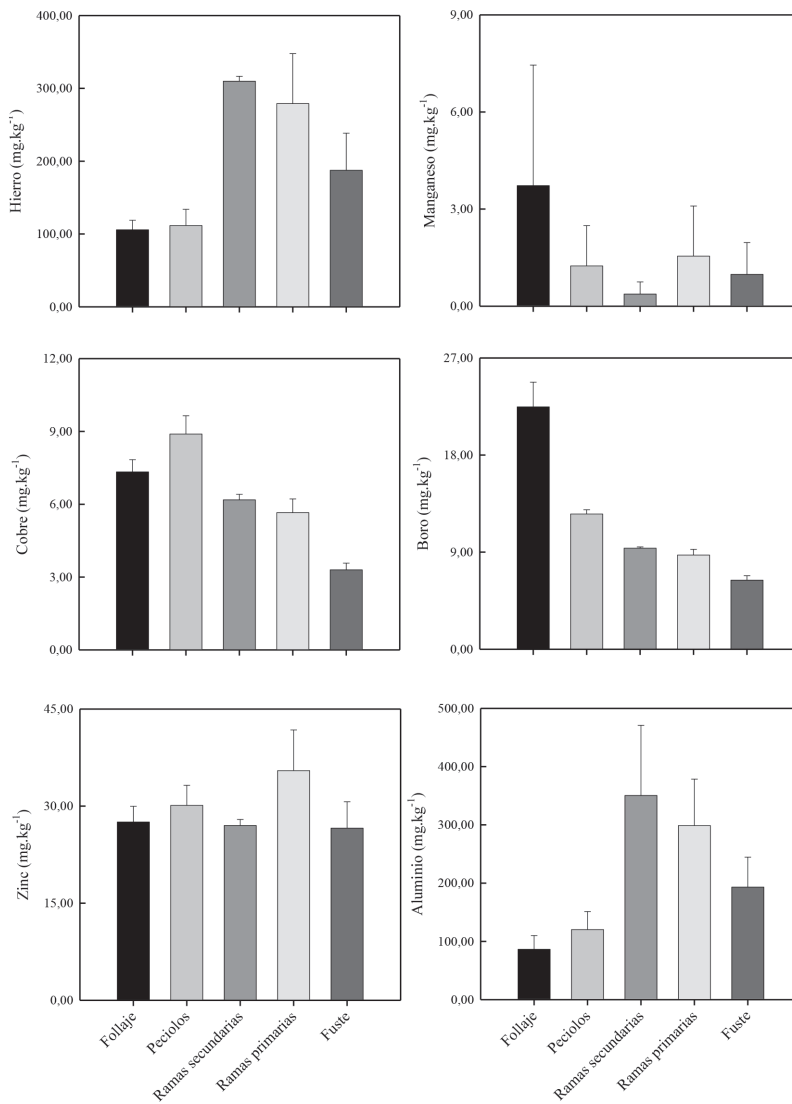 Hierro (mg.kg⁻¹)
400,00
300,00
200,00
100,00
0,00
Manganeso (mg.kg⁻¹)
9,00
6,00
3,00
0,00
Cobre (mg.kg⁻¹)
12,00
9,00
6,00
3,00
0,00
Boro (mg.kg⁻¹)
27,00
18,00
9,00
0,00
Zinc (mg.kg⁻¹)
45,00
30,00
15,00
0,00
Follaje
Peciolos
Ramas secundarias
Ramas primarias
Fuste
Aluminio (mg.kg⁻¹)
500,00
400,00
300,00
200,00
100,00
0,00
Follaje
Peciolos
Ramas secundarias
Ramas primarias
Fuste